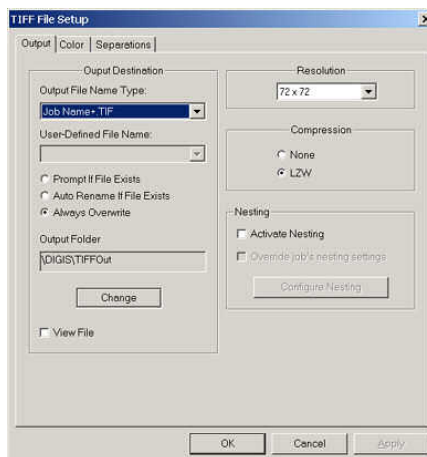 TIFF File Setup
Output Color Separations
Ouput Destination
Output File Name Type:
Job Name+.TIF
User-Defined File Name:
Prompt If File Exists
Auto Rename If File Exists
Always Overwrite
Output Folder
\DIGIS\TIFFOut
Change
View File
Resolution
72 x 72
Compression
None
LZW
Nesting
Activate Nesting
Override job's nesting settings
Configure Nesting
OK Cancel Apply